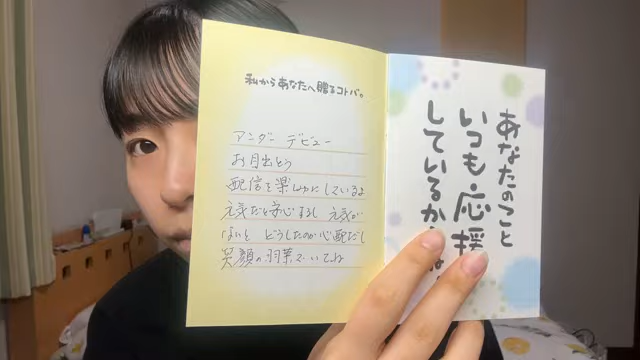 私からあなたへ贈るコトバ。
アンダー デビュー
お目出とう
配信を楽しみにしているよ
元気だと安心するし 元気が
ないと どうしたのか心配だし
笑顔の羽菜でいてね
あなたのこと
いつも応援
しているから